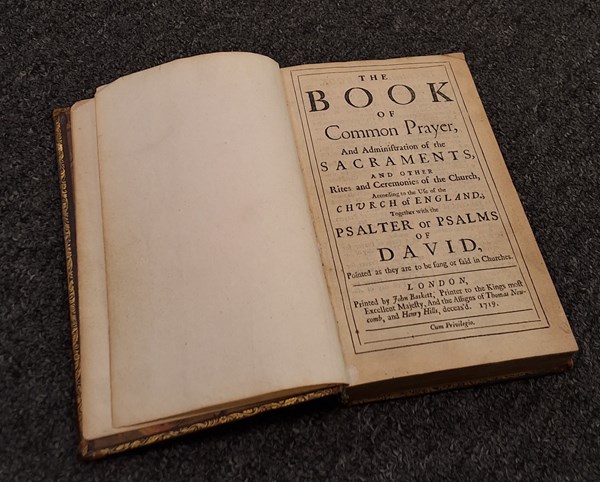 THE
BOOK
OF
Common Prayer,
And Adminiſtration of the
SACRAMENTS,
AND OTHER
Rites and Ceremonies of the Church,
According to the Uſe of the
CHVRCH of ENGLAND;
Together with the
PSALTER or PSALMS
OF
DAVID,
Pointed as they are to be ſung or ſaid in Churches.
LONDON,
Printed by John Baskett, Printer to the Kings moſt
Excellent Majeſty, And the Aſſigns of Thomas New-
comb, and Henry Hills, deceas'd. 1719.
Cum Privilegio.